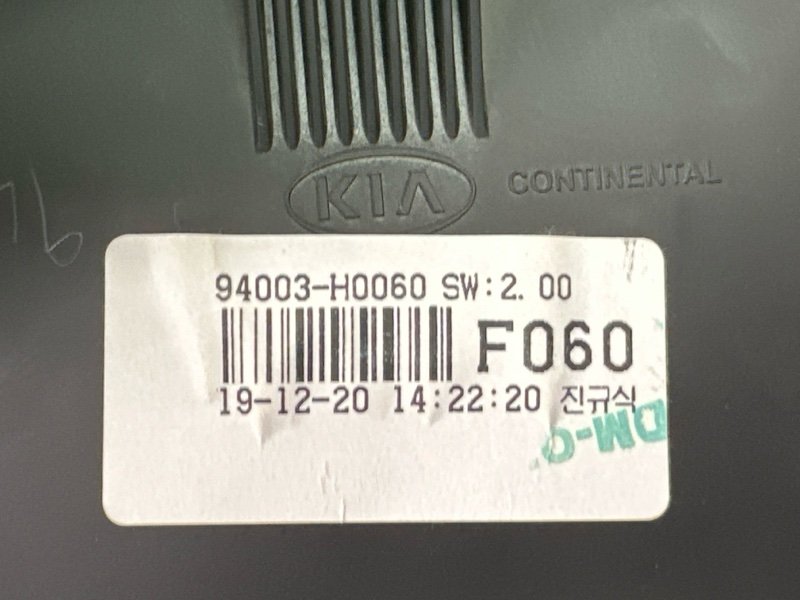 KIA
CONTINENTAL
94003-H0060 SW:2.00
F060
19-12-20 14:22:20 진규식